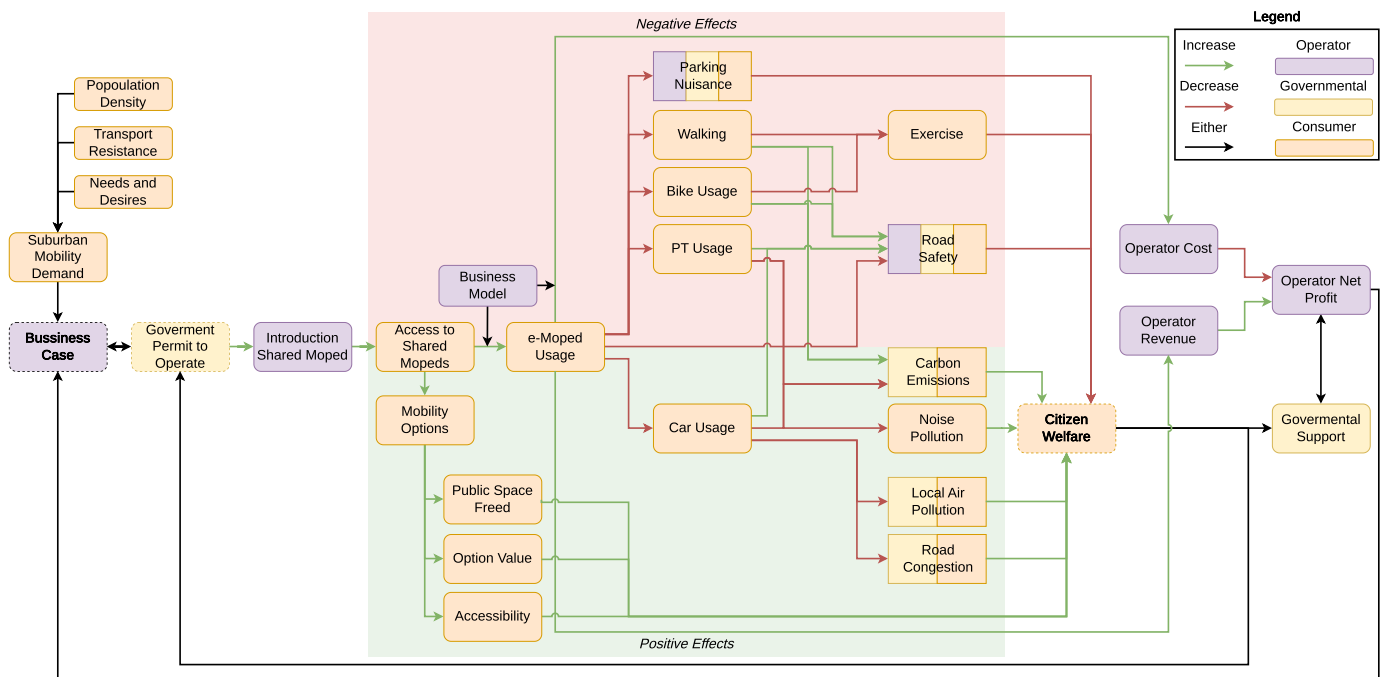 Negative Effects
Legend
Increase
Operator
Decrease
Governmental
Either
Consumer
Popoulation
Density
Transport
Resistance
Needs and
Desires
Suburban
Mobility
Demand
Bussiness
Case
Goverment
Permit to
Operate
Introduction
Shared Moped
Access to
Shared
Mopeds
Business
Model
e-Moped
Usage
Mobility
Options
Public Space
Freed
Option Value
Accessibility
Parking
Nuisance
Walking
Bike Usage
PT Usage
Car Usage
Exercise
Road
Safety
Carbon
Emissions
Noise
Pollution
Local Air
Pollution
Road
Congestion
Citizen
Welfare
Operator Cost
Operator
Revenue
Operator Net
Profit
Govermental
Support
Positive Effects